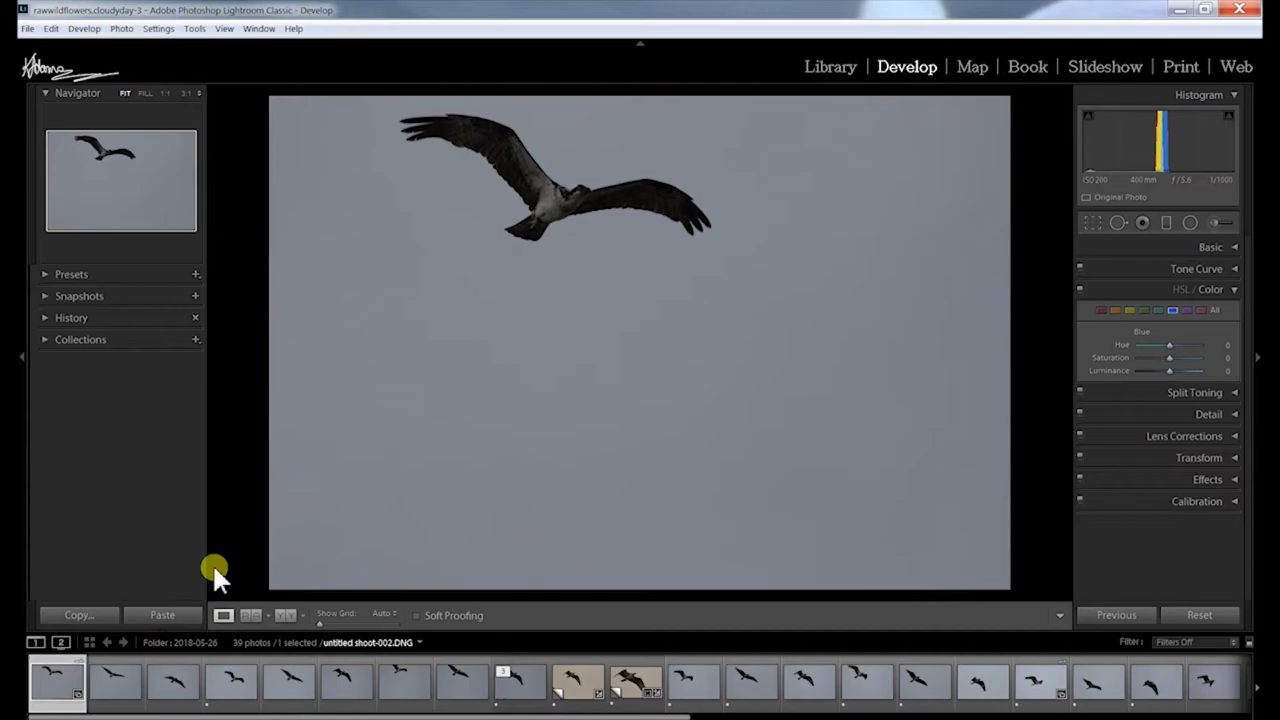 rawwildflowers.cloudyday-3 - Adobe Photoshop Lightroom Classic - Develop
File Edit Develop Photo Settings Tools View Window Help
Library | Develop | Map | Book | Slideshow | Print | Web
Navigator FIT FILL 1:1 3:1
Histogram
ISO 200 400 mm ƒ/5.6 1/1000
Original Photo
Basic
Presets
Tone Curve
Snapshots
HSL / Color
History
All
Blue
Collections
Hue 0
Saturation 0
Luminance 0
Split Toning
Detail
Lens Corrections
Transform
Effects
Calibration
Copy... Paste Show Grid: Auto Soft Proofing Previous Reset
1 2 Folder : 2018-05-26 39 photos /1 selected /untitled shoot-002.DNG Filter : Filters Off
3